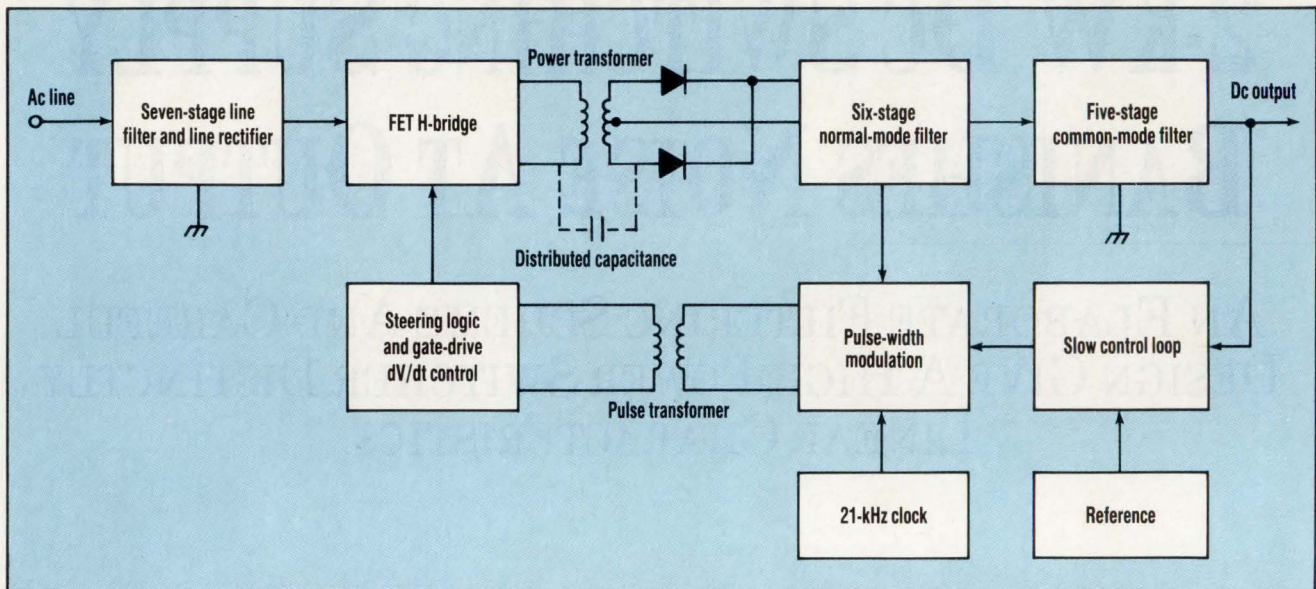 Ac line
Seven-stage line
filter and line rectifier
FET H-bridge
Power transformer
Distributed capacitance
Six-stage
normal-mode filter
Five-stage
common-mode filter
Dc output
Steering logic
and gate-drive
dV/dt control
Pulse transformer
Pulse-width
modulation
Slow control loop
21-kHz clock
Reference